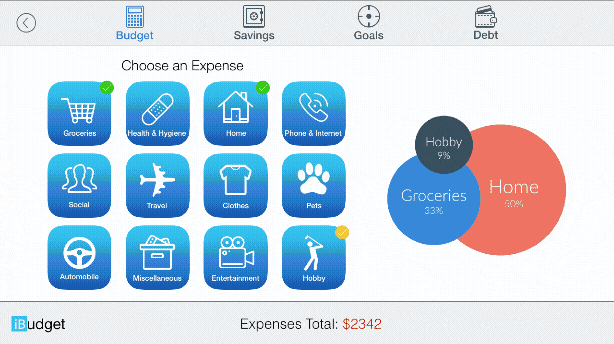 Budget
Savings
Goals
Debt
Choose an Expense
Groceries
Health & Hygiene
Home
Phone & Internet
Social
Travel
Clothes
Pets
Automobile
Miscellaneous
Entertainment
Hobby
Hobby
9%
Groceries
33%
Home
50%
iBudget
Expenses Total: $2342